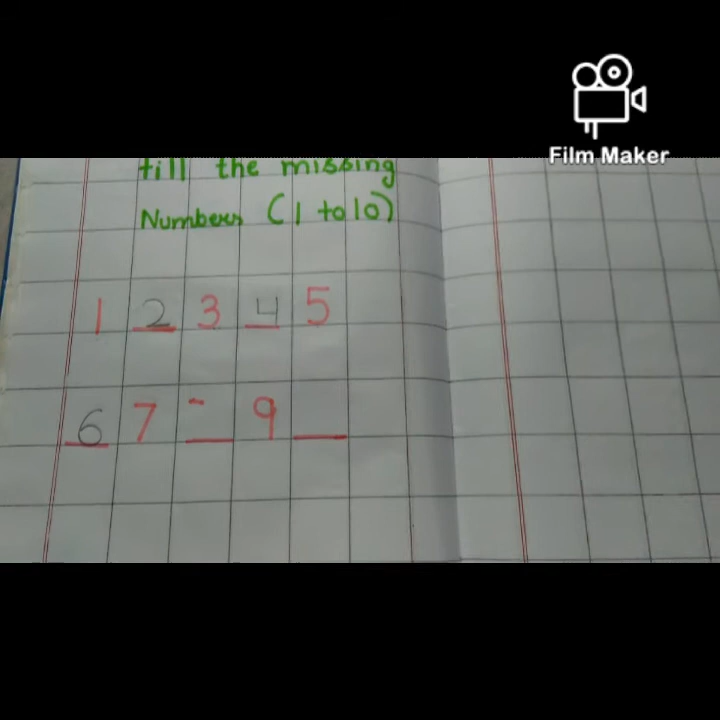 Film Maker
fill the missing
Numbers (1 to 10)
1 2 3 4 5
6 7 _ 9 _